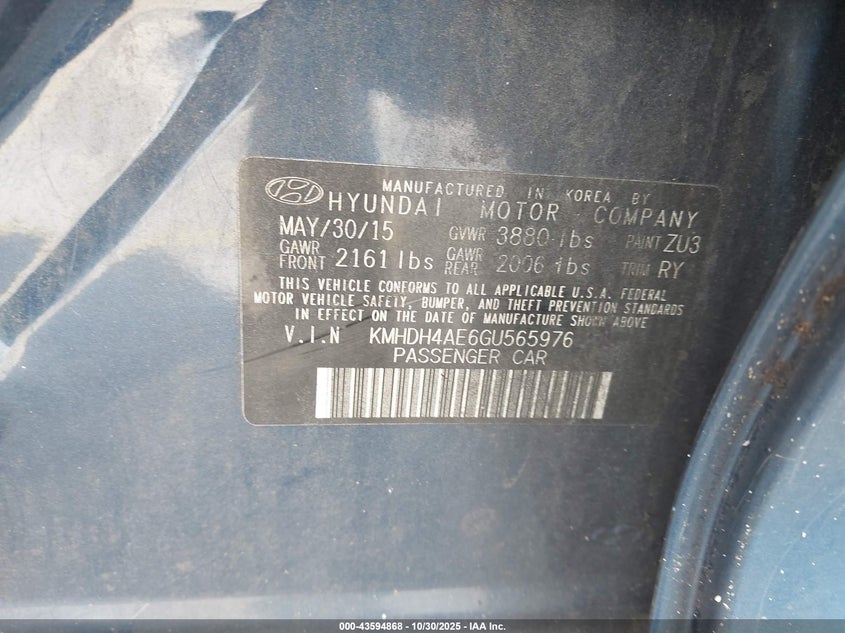 MANUFACTURED IN KOREA BY
HYUNDAI MOTOR COMPANY
MAY/30/15 GVWR 3880 lbs PAINT ZU3
GAWR FRONT 2161 lbs GAWR REAR 2006 lbs TRIM RY
THIS VEHICLE CONFORMS TO ALL APPLICABLE U.S.A. FEDERAL
MOTOR VEHICLE SAFETY, BUMPER, AND THEFT PREVENTION STANDARDS
IN EFFECT ON THE DATE OF MANUFACTURE SHOWN ABOVE
V.I.N KMHDH4AE6GU565976
PASSENGER CAR
000-43594868 • 10/30/2025 • IAA Inc.